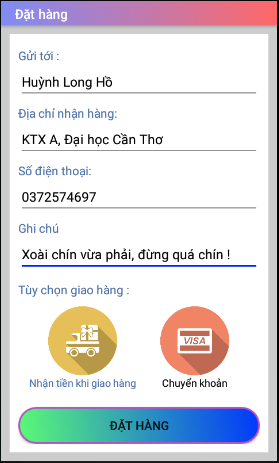 Đặt hàng
Gửi tới :
Huỳnh Long Hồ
Địa chỉ nhận hàng:
KTX A, Đại học Cần Thơ
Số điện thoại:
0372574697
Ghi chú
Xoài chín vừa phải, đừng quá chín !
Tùy chọn giao hàng :
VISA
Nhận tiền khi giao hàng
Chuyển khoản
ĐẶT HÀNG